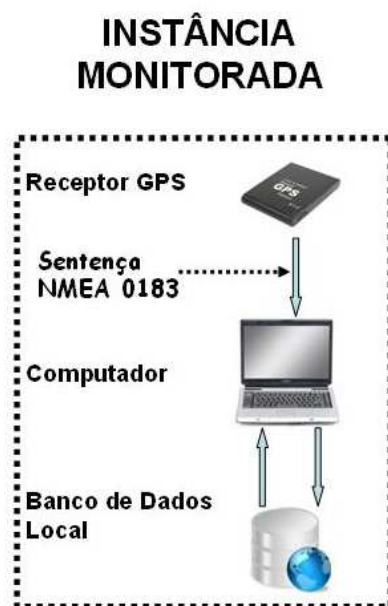 INSTÂNCIA
MONITORADA
Receptor GPS
GPS
Sentença
NMEA 0183
Computador
Banco de Dados
Local